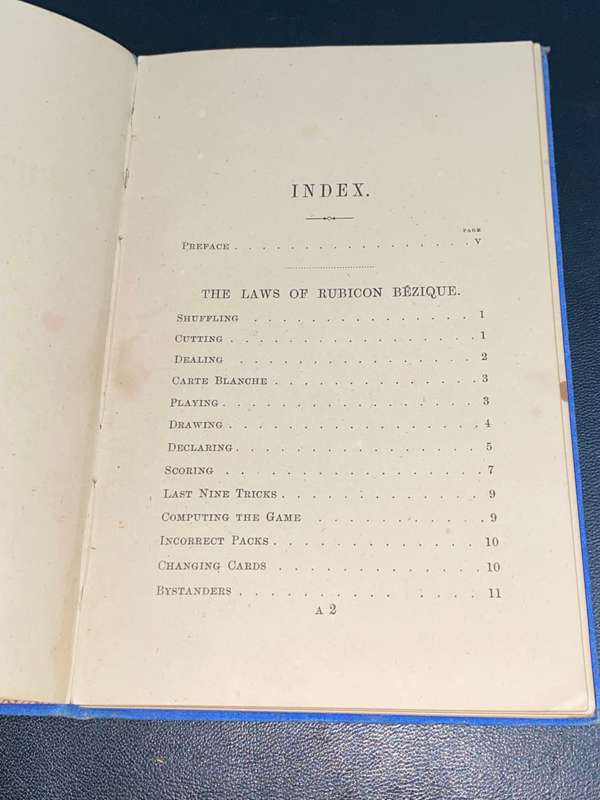 INDEX.
PAGE
PREFACE . . . . . . . . . . . . . . . . . V
THE LAWS OF RUBICON BÉZIQUE.
SHUFFLING . . . . . . . . . . . . . . . 1
CUTTING . . . . . . . . . . . . . . . . . 1
DEALING . . . . . . . . . . . . . . . . 2
CARTE BLANCHE . . . . . . . . . . . . . . 3
PLAYING . . . . . . . . . . . . . . . . . 3
DRAWING . . . . . . . . . . . . . . . . . 4
DECLARING . . . . . . . . . . . . . . . . 5
SCORING . . . . . . . . . . . . . . . . . 7
LAST NINE TRICKS . . . . . . . . . . . . . 9
COMPUTING THE GAME . . . . . . . . . . . 9
INCORRECT PACKS . . . . . . . . . . . . . 10
CHANGING CARDS . . . . . . . . . . . . . 10
BYSTANDERS . . . . . . . . . . . . . . . 11
A 2